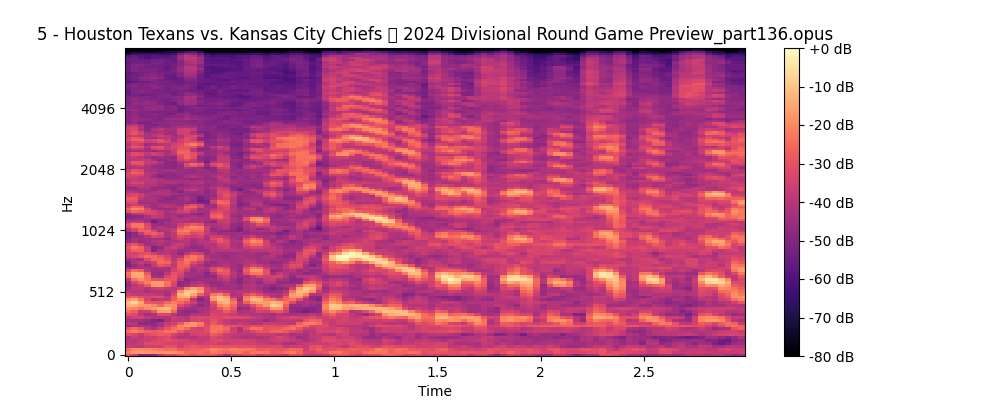 5 - Houston Texans vs. Kansas City Chiefs ▯ 2024 Divisional Round Game Preview_part136.opus
+0 dB
4096
-10 dB
-20 dB
2048
-30 dB
Hz
1024
-40 dB
-50 dB
512
-60 dB
-70 dB
0
-80 dB
0
0.5
1
1.5
2
2.5
Time